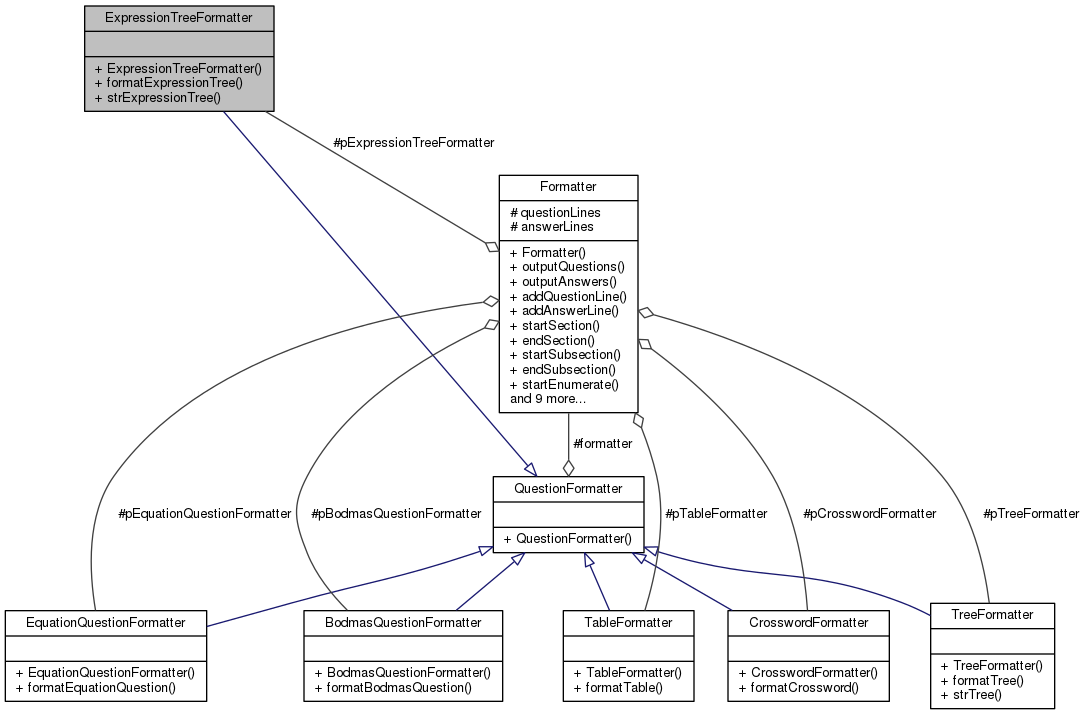 ExpressionTreeFormatter
+ ExpressionTreeFormatter()
+ formatExpressionTree()
+ strExpressionTree()
#pExpressionTreeFormatter
Formatter
# questionLines
# answerLines
+ Formatter()
+ outputQuestions()
+ outputAnswers()
+ addQuestionLine()
+ addAnswerLine()
+ startSection()
+ endSection()
+ startSubsection()
+ endSubsection()
+ startEnumerate()
and 9 more...
#formatter
QuestionFormatter
+ QuestionFormatter()
#pEquationQuestionFormatter
#pBodmasQuestionFormatter
#pTableFormatter
#pCrosswordFormatter
#pTreeFormatter
EquationQuestionFormatter
+ EquationQuestionFormatter()
+ formatEquationQuestion()
BodmasQuestionFormatter
+ BodmasQuestionFormatter()
+ formatBodmasQuestion()
TableFormatter
+ TableFormatter()
+ formatTable()
CrosswordFormatter
+ CrosswordFormatter()
+ formatCrossword()
TreeFormatter
+ TreeFormatter()
+ formatTree()
+ strTree()